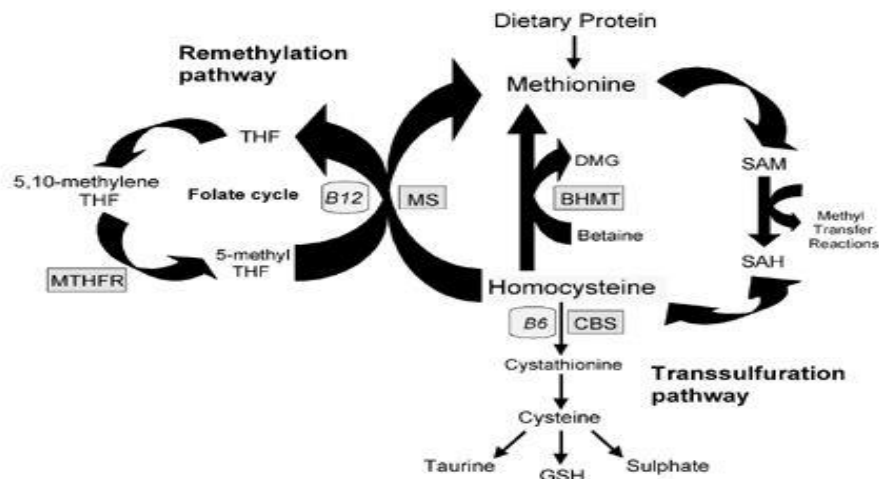 Dietary Protein
Remethylation
pathway
Methionine
THF
DMG
SAM
5,10-methylene
THF
Folate cycle
B12
MS
BHMT
Methyl
Transfer
Reactions
5-methyl
THF
Betaine
SAH
MTHFR
Homocysteine
B6
CBS
Cystathionine
Transsulfuration
pathway
Cysteine
Taurine
GSH
Sulphate